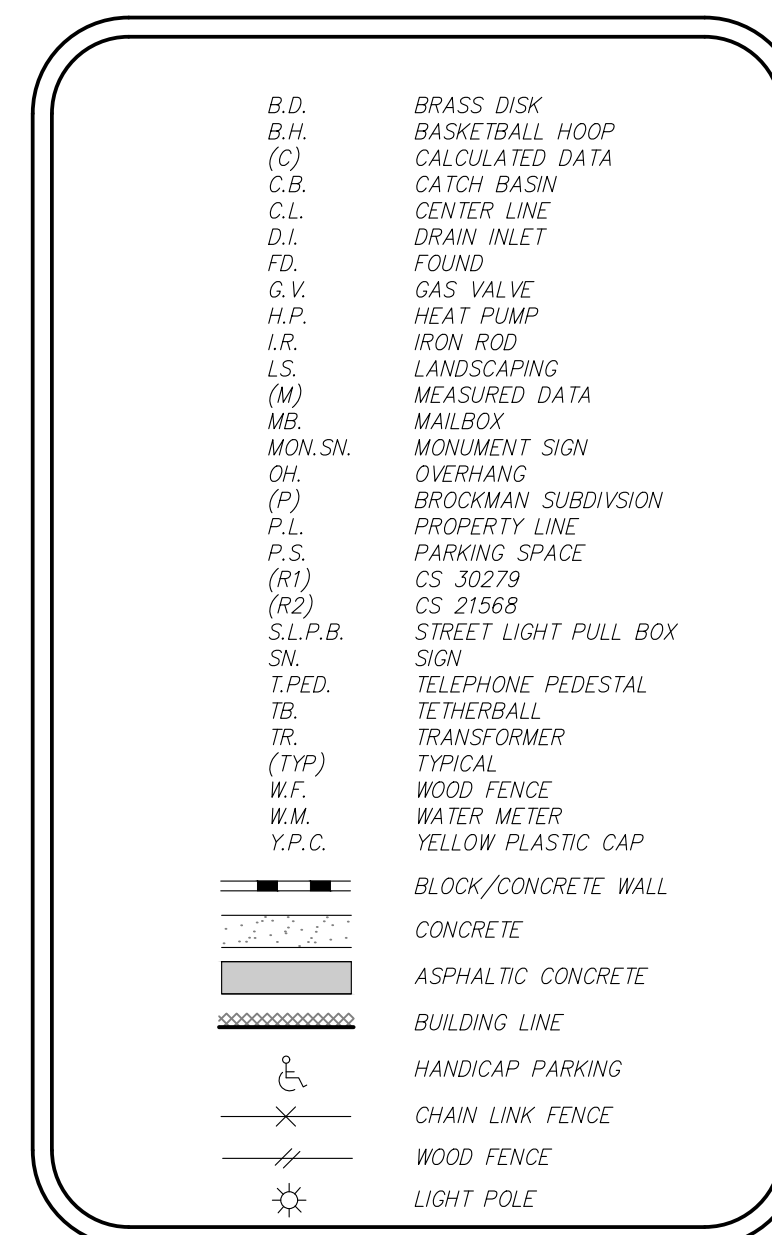 B.D. BRASS DISK
B.H. BASKETBALL HOOP
(C) CALCULATED DATA
C.B. CATCH BASIN
C.L. CENTER LINE
D.I. DRAIN INLET
FD. FOUND
G.V. GAS VALVE
H.P. HEAT PUMP
I.R. IRON ROD
LS. LANDSCAPING
(M) MEASURED DATA
MB. MAILBOX
MON.SN. MONUMENT SIGN
OH. OVERHANG
(P) BROCKMAN SUBDIVSION
P.L. PROPERTY LINE
P.S. PARKING SPACE
(R1) CS 30279
(R2) CS 21568
S.L.P.B. STREET LIGHT PULL BOX
SN. SIGN
T.PED. TELEPHONE PEDESTAL
TB. TETHERBALL
TR. TRANSFORMER
(TYP) TYPICAL
W.F. WOOD FENCE
W.M. WATER METER
Y.P.C. YELLOW PLASTIC CAP
BLOCK/CONCRETE WALL
CONCRETE
ASPHALTIC CONCRETE
BUILDING LINE
HANDICAP PARKING
CHAIN LINK FENCE
WOOD FENCE
LIGHT POLE